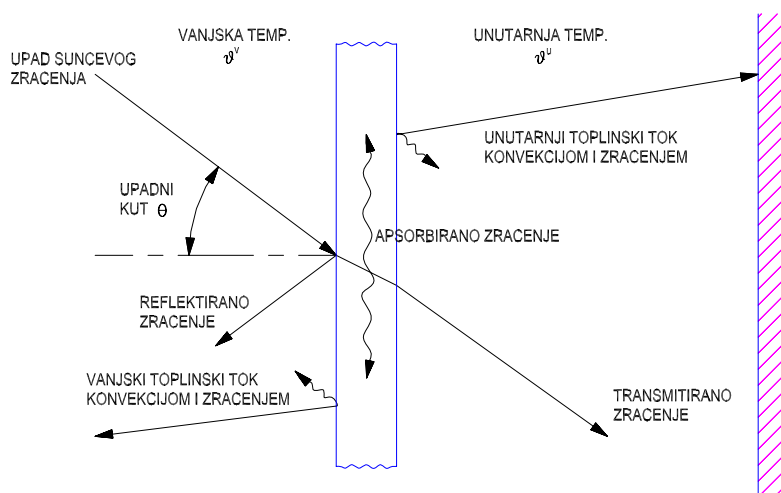 VANJSKA TEMP.
ϑᵛ
UNUTARNJA TEMP.
ϑᵘ
UPAD SUNCEVOG
ZRACENJA
UNUTARNJI TOPLINSKI TOK
KONVEKCIJOM I ZRACENJEM
UPADNI
KUT θ
APSORBIRANO ZRACENJE
REFLEKTIRANO
ZRACENJE
VANJSKI TOPLINSKI TOK
KONVEKCIJOM I ZRACENJEM
TRANSMITIRANO
ZRACENJE